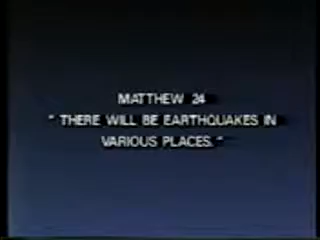 MATTHEW 24
" THERE WILL BE EARTHQUAKES IN
VARIOUS PLACES. "